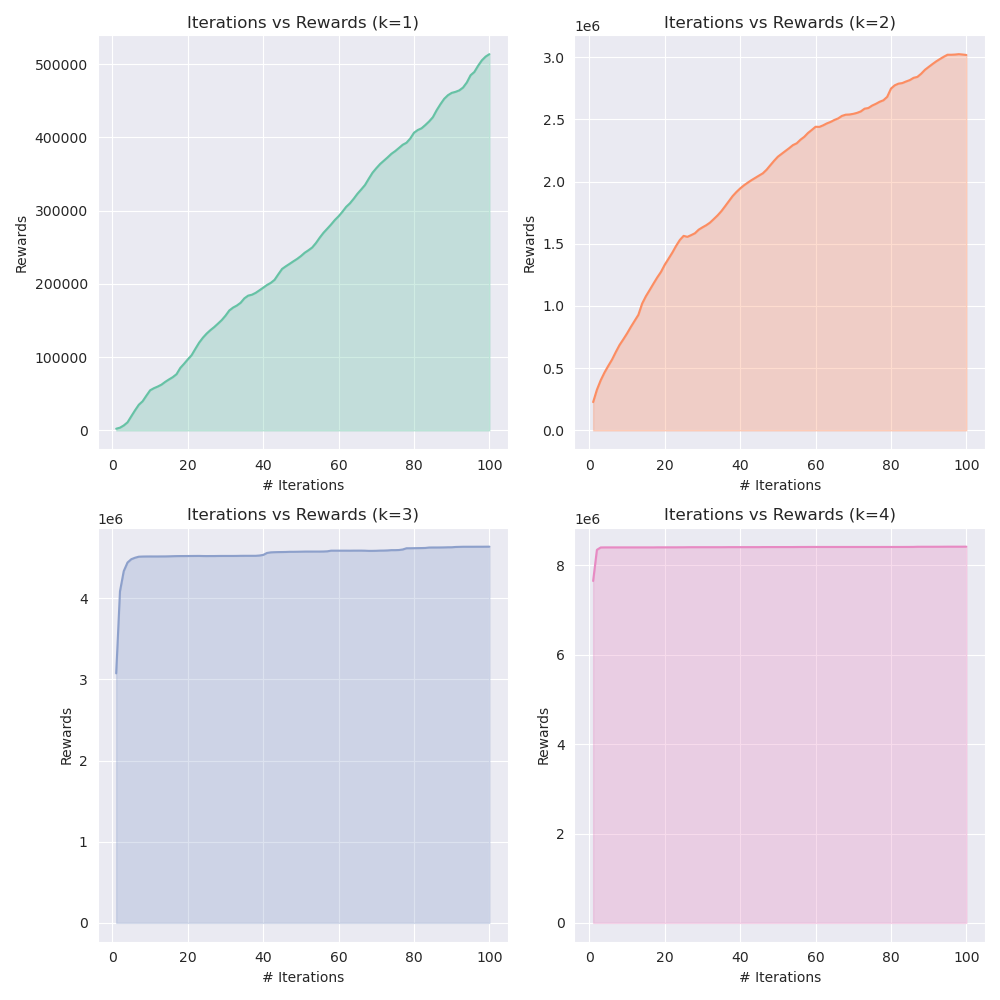 Iterations vs Rewards (k=1)
500000
400000
300000
200000
100000
0
Rewards
0 20 40 60 80 100
# Iterations
Iterations vs Rewards (k=2)
1e6
3.0
2.5
2.0
1.5
1.0
0.5
0.0
Rewards
0 20 40 60 80 100
# Iterations
Iterations vs Rewards (k=3)
1e6
4
3
2
1
0
Rewards
0 20 40 60 80 100
# Iterations
Iterations vs Rewards (k=4)
1e6
8
6
4
2
0
Rewards
0 20 40 60 80 100
# Iterations